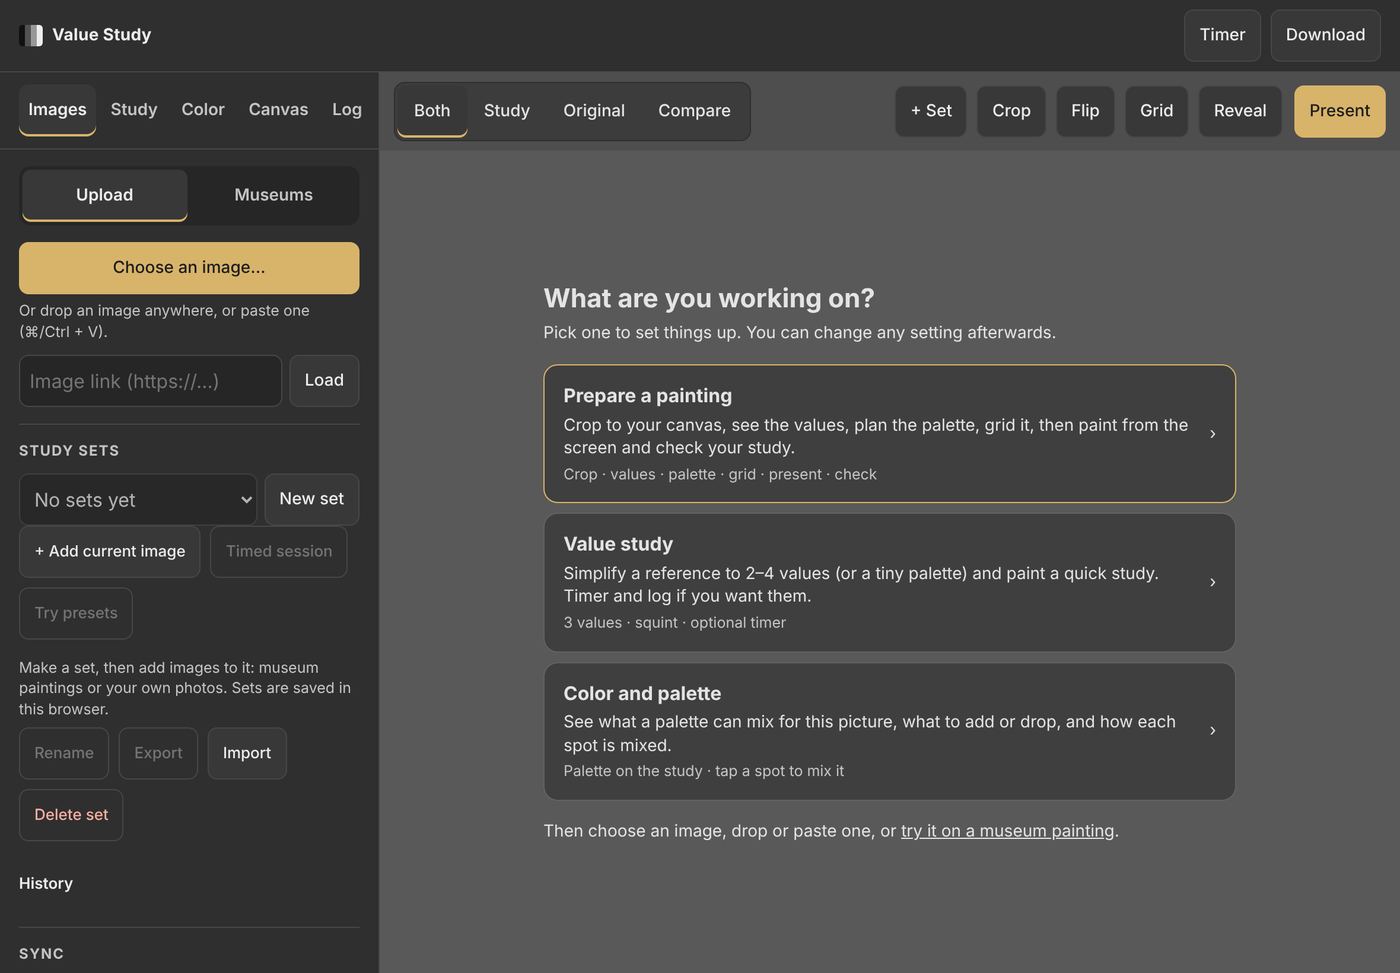 Value Study
Timer
Download
Images
Study
Color
Canvas
Log
Both
Study
Original
Compare
+ Set
Crop
Flip
Grid
Reveal
Present
Upload
Museums
Choose an image...
Or drop an image anywhere, or paste one
(⌘/Ctrl + V).
Image link (https://...)
Load
STUDY SETS
No sets yet
New set
+ Add current image
Timed session
Try presets
Make a set, then add images to it: museum
paintings or your own photos. Sets are saved in
this browser.
Rename
Export
Import
Delete set
History
SYNC
What are you working on?
Pick one to set things up. You can change any setting afterwards.
Prepare a painting
Crop to your canvas, see the values, plan the palette, grid it, then paint from the
screen and check your study.
Crop · values · palette · grid · present · check
Value study
Simplify a reference to 2–4 values (or a tiny palette) and paint a quick study.
Timer and log if you want them.
3 values · squint · optional timer
Color and palette
See what a palette can mix for this picture, what to add or drop, and how each
spot is mixed.
Palette on the study · tap a spot to mix it
Then choose an image, drop or paste one, or try it on a museum painting.